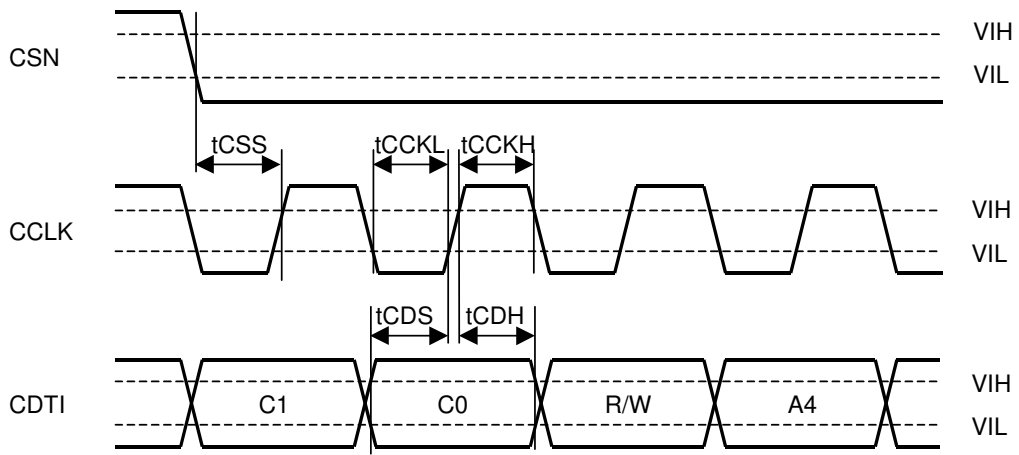 VIH
CSN
VIL
tCSS
tCCKL
tCCKH
VIH
CCLK
VIL
tCDS
tCDH
VIH
CDTI
C1
C0
R/W
A4
VIL